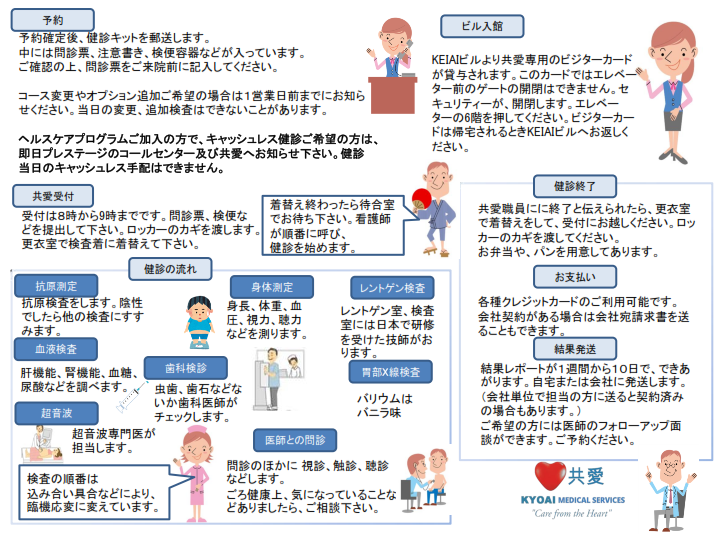 予約
予約確定後、健診キットを郵送します。
中には問診票、注意書き、検便容器などが入っています。
ご確認の上、問診票をご来院前に記入してください。
コース変更やオプション追加ご希望の場合は1営業日前までにお知ら
せください。当日の変更、追加検査はできないことがあります。
ヘルスケアプログラムご加入の方で、キャッシュレス健診ご希望の方は、
即日プレステージのコールセンター及び共愛へお知らせ下さい。健診
当日のキャッシュレス手配はできません。
ビル入館
KEIAIビルより共愛専用のビジターカード
が貸与されます。このカードではエレベー
ター前のゲートの開閉はできません。セ
キュリティーが、開閉します。エレベー
ターの6階を押してください。ビジターカー
ドは帰宅されるときKEIAIビルへお返しく
ださい。
共愛受付
受付は8時から9時までです。問診票、検便な
どを提出して下さい。ロッカーのカギを渡します。
更衣室で検査着に着替えて下さい。
着替え終わったら待合室
でお待ち下さい。看護師
が順番に呼び、
健診を始めます。
健診の流れ
抗原測定
抗原検査をします。陰性
でしたら他の検査にすす
みます。
身体測定
身長、体重、血
圧、視力、聴力
などを測ります。
レントゲン検査
レントゲン室、検査
室には日本で研修
を受けた技師がお
ります。
血液検査
肝機能、腎機能、血糖、
尿酸などを調べます。
歯科検診
虫歯、歯石などな
いか歯科医師が
チェックします。
胃部X線検査
バリウムは
バニラ味
超音波
超音波専門医が
担当します。
医師との問診
問診のほかに 視診、触診、聴診
などします。
ごろ健康上、気になっていることな
どありましたら、ご相談下さい。
検査の順番は
込み合い具合などにより、
臨機応変に変えています。
健診終了
共愛職員にに終了と伝えられたら、更衣室
で着替えをして、受付にお越しください。ロッ
カーのカギを渡してください。
お弁当や、パンを用意してあります。
お支払い
各種クレジットカードのご利用可能です。
会社契約がある場合は会社宛請求書を送
ることもできます。
結果発送
結果レポートが1週間から10日で、できあ
がります。自宅または会社に発送します。
(会社単位で担当の方に送ると契約済み
の場合もあります。)
ご希望の方には医師のフォローアップ面
談ができます。ご予約ください。
共愛
KYOAI MEDICAL SERVICES
"Care from the Heart"